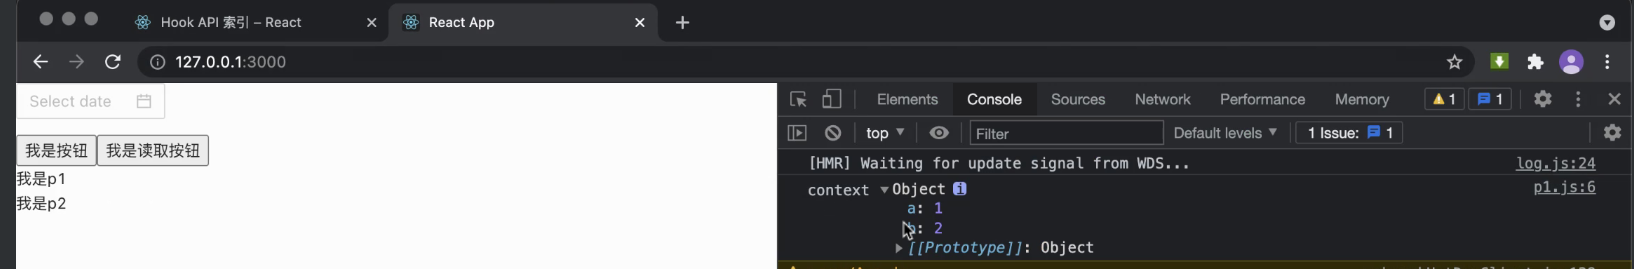 Hook API 索引 – React
React App
127.0.0.1:3000
Select date
我是按钮 我是读取按钮
我是p1
我是p2
Elements Console Sources Network Performance Memory 1 1
top Filter Default levels 1 Issue: 1
[HMR] Waiting for update signal from WDS... log.js:24
context Object i p1.js:6
a: 1
b: 2
[[Prototype]]: Object